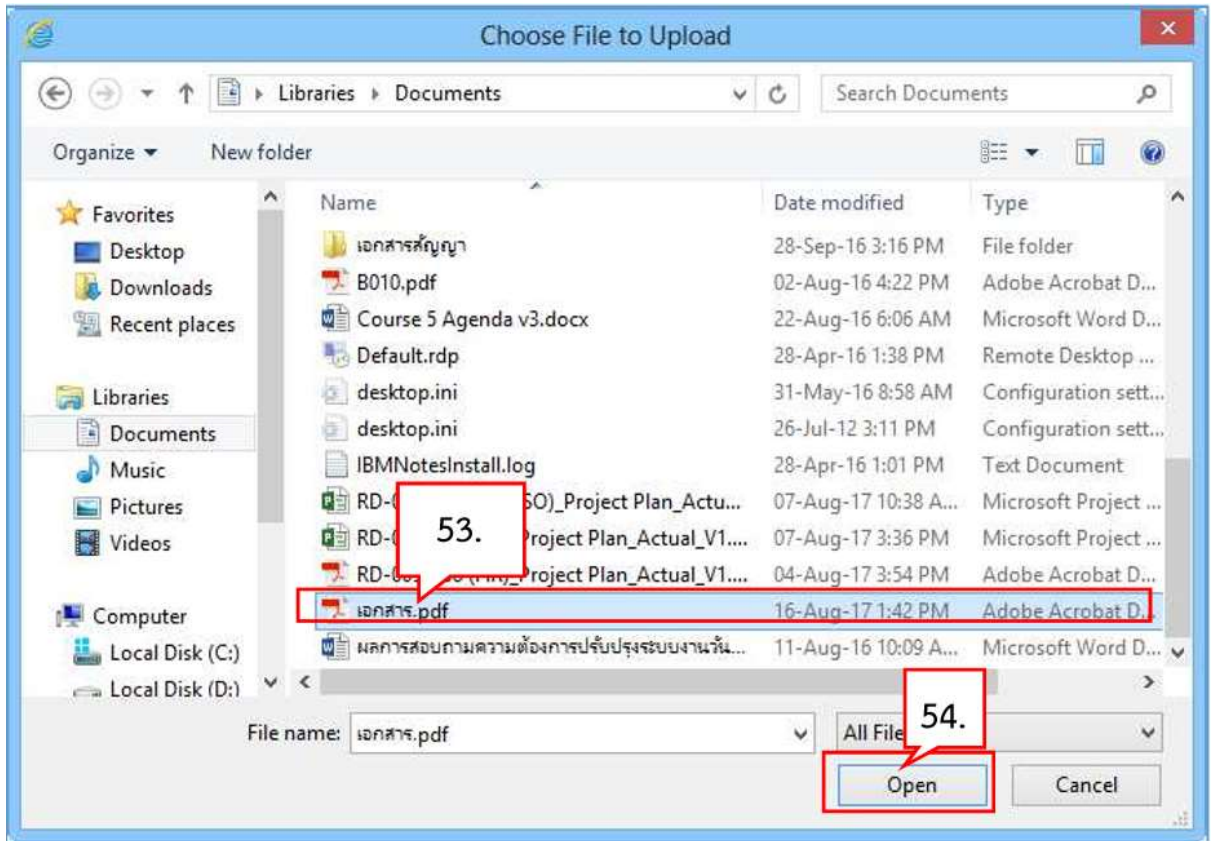 Choose File to Upload
Libraries Documents Search Documents
Organize New folder
Name Date modified Type
Favorites
Desktop
Downloads
Recent places
Libraries
Documents
Music
Pictures
Videos
Computer
Local Disk (C:)
Local Disk (D:)
เอกสารสัญญา 28-Sep-16 3:16 PM File folder
B010.pdf 02-Aug-16 4:22 PM Adobe Acrobat D...
Course 5 Agenda v3.docx 22-Aug-16 6:06 AM Microsoft Word D...
Default.rdp 28-Apr-16 1:38 PM Remote Desktop ...
desktop.ini 31-May-16 8:58 AM Configuration sett...
desktop.ini 26-Jul-12 3:11 PM Configuration sett...
IBMNotesInstall.log 28-Apr-16 1:01 PM Text Document
SO)_Project Plan_Actu... 07-Aug-17 10:38 A... Microsoft Project ...
53.
Project Plan_Actual_V1.... 07-Aug-17 3:36 PM Microsoft Project ...
Project Plan_Actual_V1.... 04-Aug-17 3:54 PM Adobe Acrobat D...
เอกสาร.pdf 16-Aug-17 1:42 PM Adobe Acrobat D...
ผลการสอบถามความต้องการปรับปรุงระบบงานวัน... 11-Aug-16 10:09 A... Microsoft Word D...
54.
File name: เอกสาร.pdf All File
Open Cancel